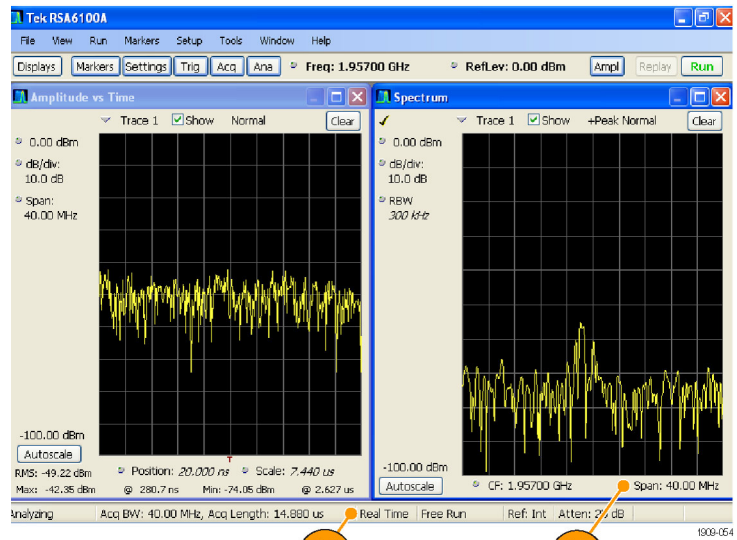 Tek RSA6100A
File View Run Markers Setup Tools Window Help
Displays Markers Settings Trig Acq Ana Freq: 1.95700 GHz RefLev: 0.00 dBm Ampl Replay Run
Amplitude vs Time
Trace 1 Show Normal Clear
0.00 dBm
dB/div:
10.0 dB
Span:
40.00 MHz
-100.00 dBm
Autoscale
RMS: -49.22 dBm Position: 20.000 ns Scale: 7.440 us
Max: -42.35 dBm @ 280.7 ns Min: -74.05 dBm @ 2.627 us
T
Spectrum
Trace 1 Show +Peak Normal Clear
0.00 dBm
dB/div:
10.0 dB
RBW
300 kHz
-100.00 dBm
Autoscale CF: 1.95700 GHz Span: 40.00 MHz
Analyzing Acq BW: 40.00 MHz, Acq Length: 14.880 us Real Time Free Run Ref: Int Atten: dB
1909-054